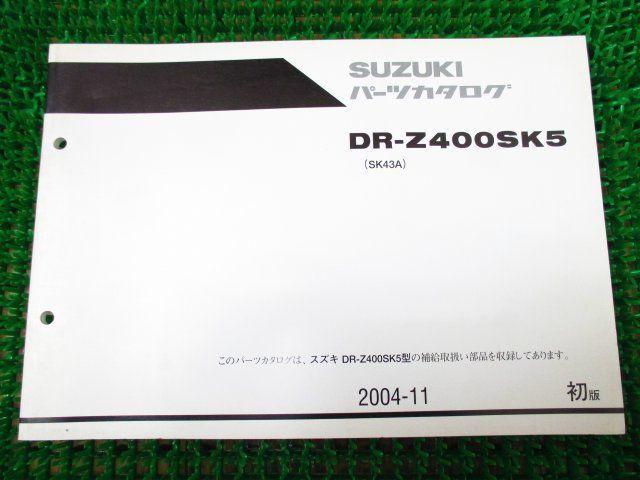 SUZUKI
パーツカタログ
DR-Z400SK5
(SK43A)
このパーツカタログは、スズキ DR-Z400SK5型の補給取扱い部品を収録してあります。
2004-11 初版